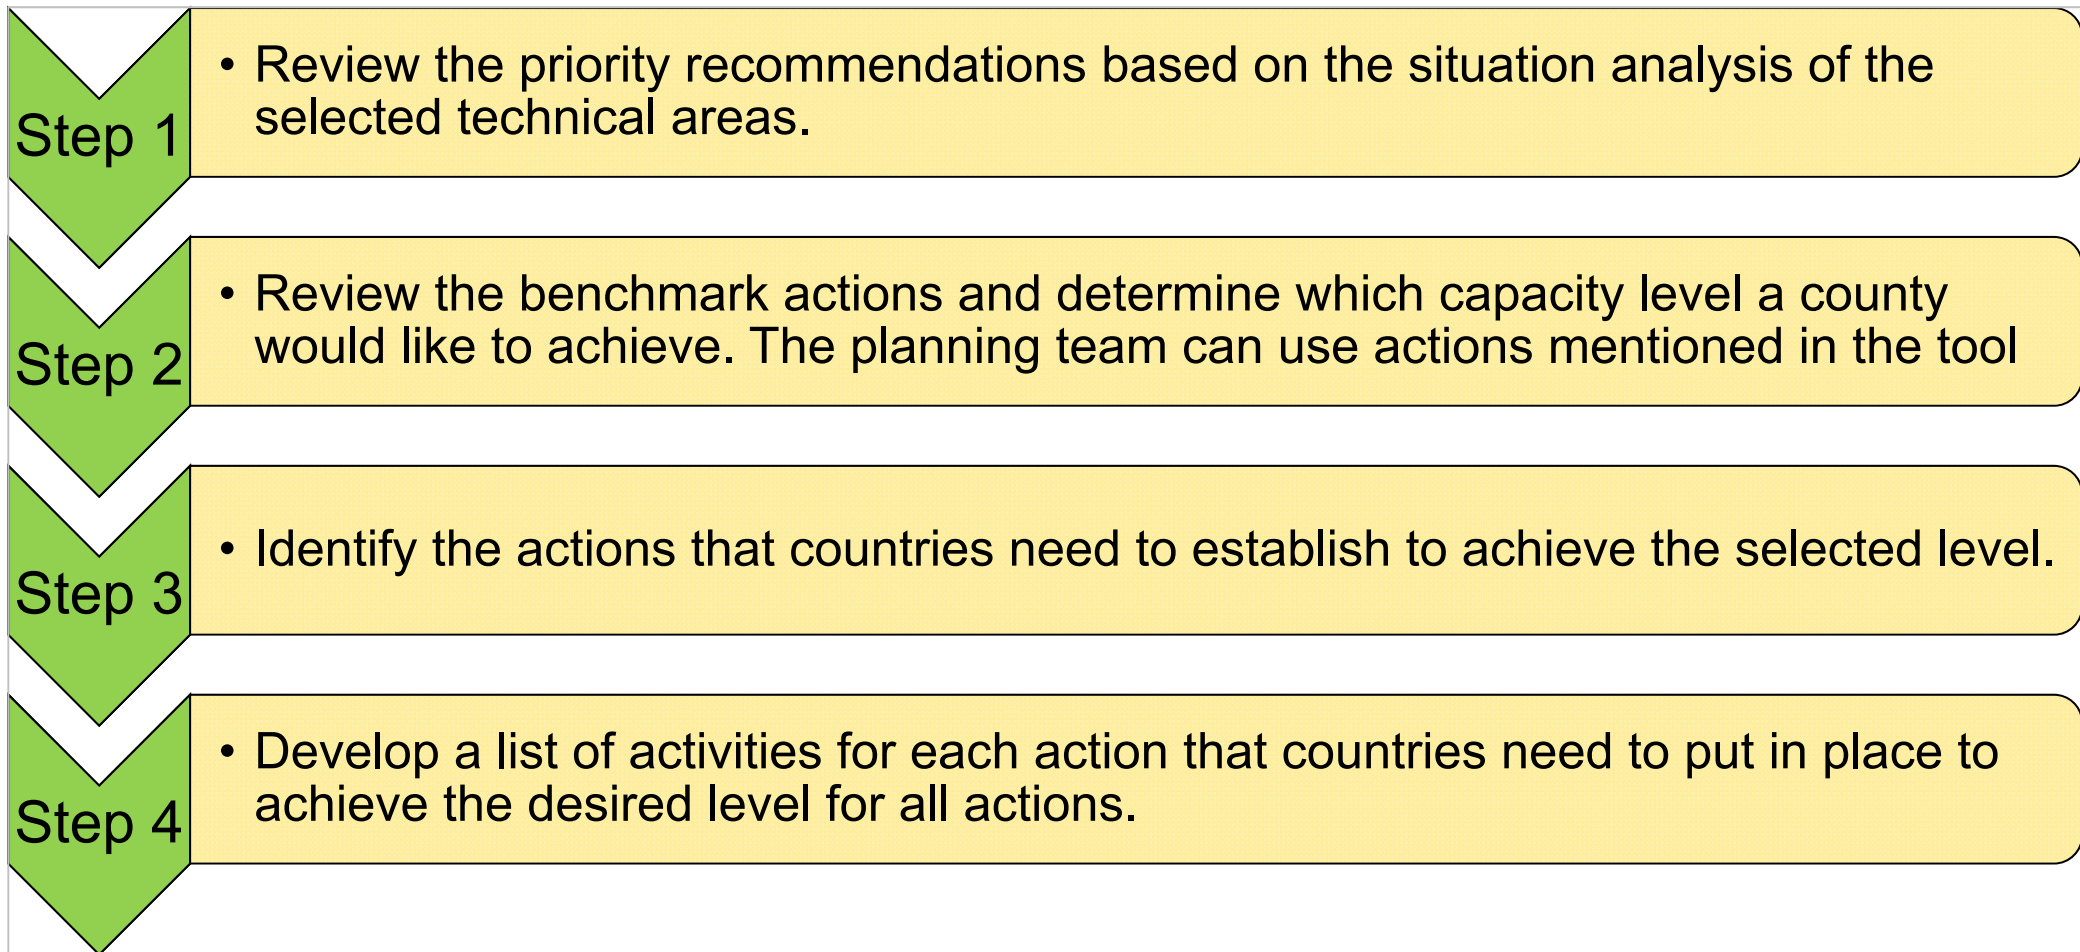 Step 1
• Review the priority recommendations based on the situation analysis of the
selected technical areas.
Step 2
• Review the benchmark actions and determine which capacity level a county
would like to achieve. The planning team can use actions mentioned in the tool
Step 3
• Identify the actions that countries need to establish to achieve the selected level.
Step 4
• Develop a list of activities for each action that countries need to put in place to
achieve the desired level for all actions.